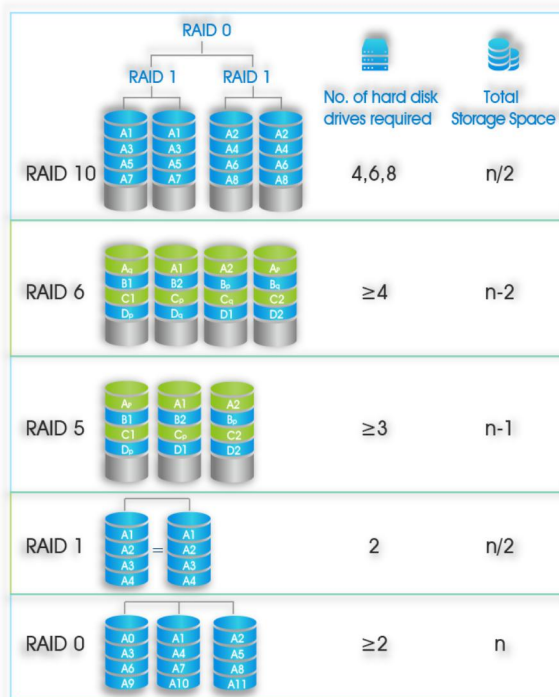 RAID 0
RAID 1 RAID 1
No. of hard disk
drives required
Total
Storage Space
RAID 10
A1 A1 A2 A2
A3 A3 A4 A4
A5 A5 A6 A6
A7 A7 A8 A8
4,6,8
n/2
RAID 6
Aq A1 A2 Ap
B1 B2 Bp Bq
C1 Cp Cq C2
Dp Dq D1 D2
≥4
n-2
RAID 5
Ap A1 A2
B1 B2 Bp
C1 Cp C2
Dp D1 D2
≥3
n-1
RAID 1
A1 A1
A2 = A2
A3 A3
A4 A4
2
n/2
RAID 0
A0 A1 A2
A3 A4 A5
A6 A7 A8
A9 A10 A11
≥2
n